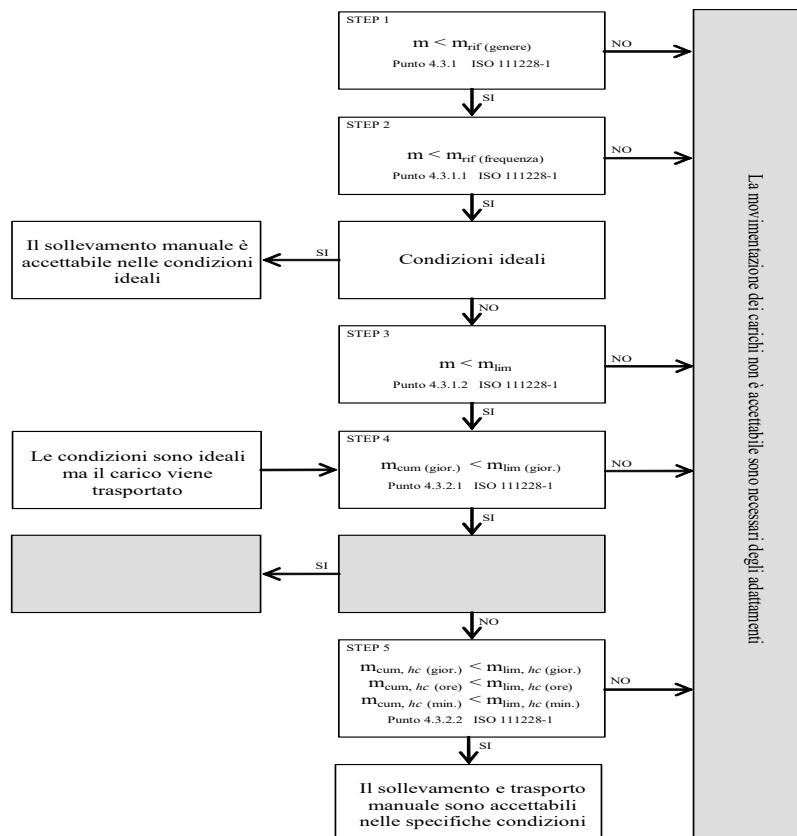 STEP 1
m < mrif (genere)
Punto 4.3.1 ISO 111228-1
NO
SI
STEP 2
m < mrif (frequenza)
Punto 4.3.1.1 ISO 111228-1
NO
SI
Il sollevamento manuale è
accettabile nelle condizioni
ideali
SI
Condizioni ideali
NO
STEP 3
m < mlim
Punto 4.3.1.2 ISO 111228-1
NO
SI
Le condizioni sono ideali
ma il carico viene
trasportato
STEP 4
mcum (gior.) < mlim (gior.)
Punto 4.3.2.1 ISO 111228-1
NO
SI
SI
NO
STEP 5
mcum, hc (gior.) < mlim, hc (gior.)
mcum, hc (ore) < mlim, hc (ore)
mcum, hc (min.) < mlim, hc (min.)
Punto 4.3.2.2 ISO 111228-1
NO
SI
Il sollevamento e trasporto
manuale sono accettabili
nelle specifiche condizioni
La movimentazione dei carichi non è accettabile sono necessari degli adattamenti